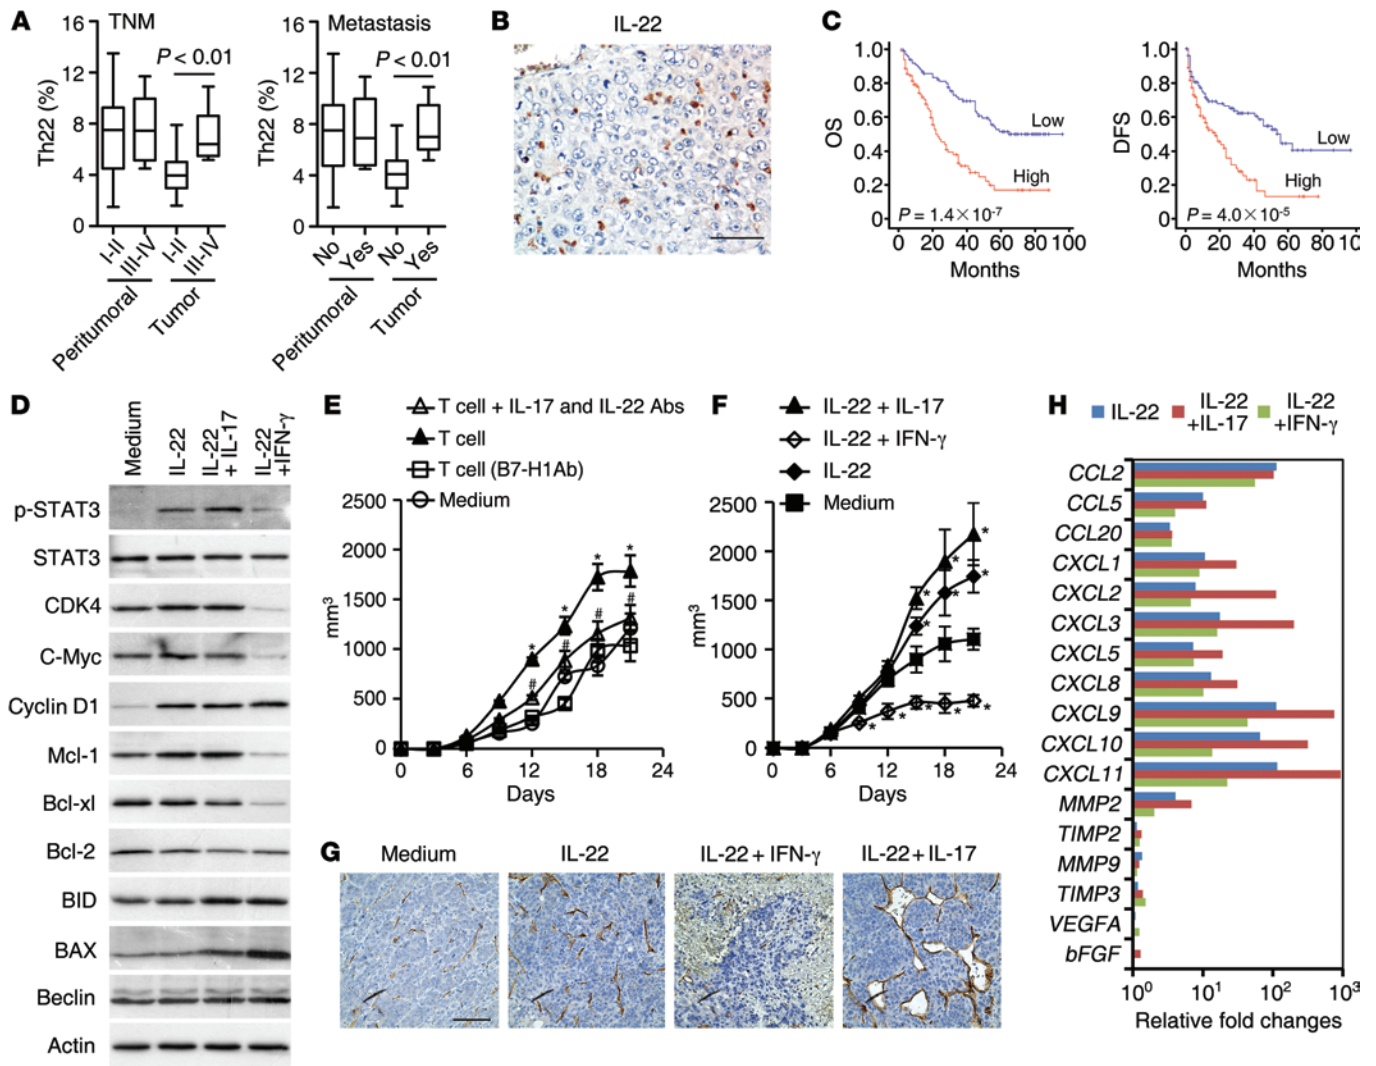 A
TNM
Th22 (%)
16
12
8
4
0
P < 0.01
I-II
III-IV
I-II
III-IV
Peritumoral
Tumor
Metastasis
Th22 (%)
16
12
8
4
0
P < 0.01
No
Yes
No
Yes
Peritumoral
Tumor
B
IL-22
C
OS
1.0
0.8
0.6
0.4
0.2
0
Low
High
P = 1.4×10-7
0 20 40 60 80 100
Months
DFS
1.0
0.8
0.6
0.4
0.2
0
Low
High
P = 4.0×10-5
0 20 40 60 80 10
Months
D
Medium
IL-22
IL-22 + IL-17
IL-22 +IFN-γ
p-STAT3
STAT3
CDK4
C-Myc
Cyclin D1
Mcl-1
Bcl-xl
Bcl-2
BID
BAX
Beclin
Actin
E
T cell + IL-17 and IL-22 Abs
T cell
T cell (B7-H1Ab)
Medium
mm3
2500
2000
1500
1000
500
0
* * * *
# # # #
0 6 12 18 24
Days
F
IL-22 + IL-17
IL-22 + IFN-γ
IL-22
Medium
mm3
2500
2000
1500
1000
500
0
* * *
* * *
* * * * *
0 6 12 18 24
Days
G
Medium
IL-22
IL-22 + IFN-γ
IL-22 + IL-17
H
IL-22
IL-22 +IL-17
IL-22 +IFN-γ
CCL2
CCL5
CCL20
CXCL1
CXCL2
CXCL3
CXCL5
CXCL8
CXCL9
CXCL10
CXCL11
MMP2
TIMP2
MMP9
TIMP3
VEGFA
bFGF
100 101 102 103
Relative fold changes